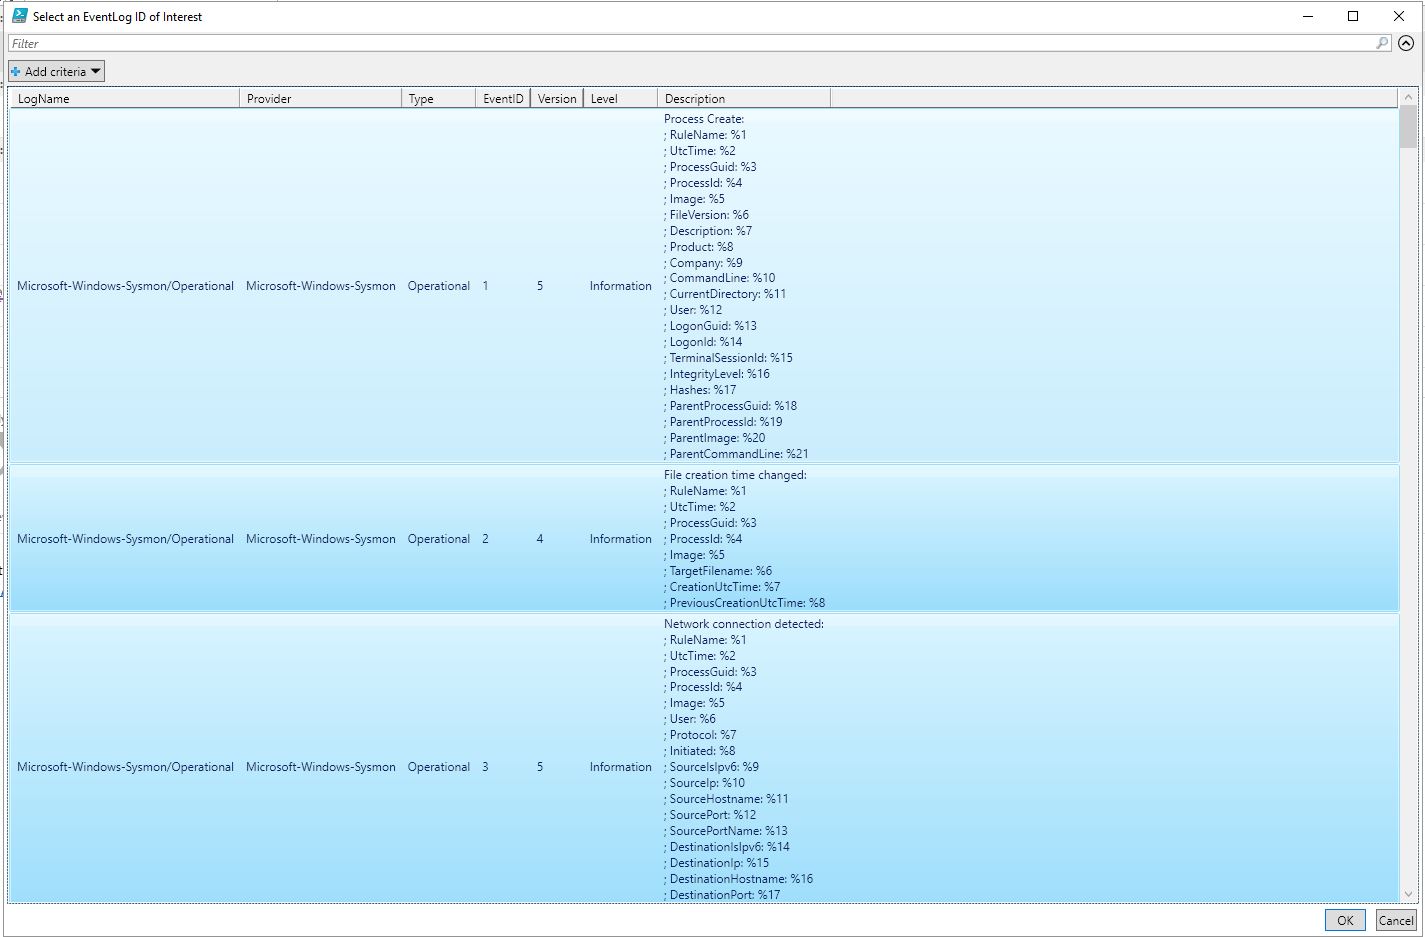 Select an EventLog ID of Interest
Filter
Add criteria
LogName Provider Type EventID Version Level Description
Microsoft-Windows-Sysmon/Operational Microsoft-Windows-Sysmon Operational 1 5 Information
Process Create:
; RuleName: %1
; UtcTime: %2
; ProcessGuid: %3
; ProcessId: %4
; Image: %5
; FileVersion: %6
; Description: %7
; Product: %8
; Company: %9
; CommandLine: %10
; CurrentDirectory: %11
; User: %12
; LogonGuid: %13
; LogonId: %14
; TerminalSessionId: %15
; IntegrityLevel: %16
; Hashes: %17
; ParentProcessGuid: %18
; ParentProcessId: %19
; ParentImage: %20
; ParentCommandLine: %21
Microsoft-Windows-Sysmon/Operational Microsoft-Windows-Sysmon Operational 2 4 Information
File creation time changed:
; RuleName: %1
; UtcTime: %2
; ProcessGuid: %3
; ProcessId: %4
; Image: %5
; TargetFilename: %6
; CreationUtcTime: %7
; PreviousCreationUtcTime: %8
Microsoft-Windows-Sysmon/Operational Microsoft-Windows-Sysmon Operational 3 5 Information
Network connection detected:
; RuleName: %1
; UtcTime: %2
; ProcessGuid: %3
; ProcessId: %4
; Image: %5
; User: %6
; Protocol: %7
; Initiated: %8
; SourceIsIpv6: %9
; SourceIp: %10
; SourceHostname: %11
; SourcePort: %12
; SourcePortName: %13
; DestinationIsIpv6: %14
; DestinationIp: %15
; DestinationHostname: %16
; DestinationPort: %17
OK Cancel